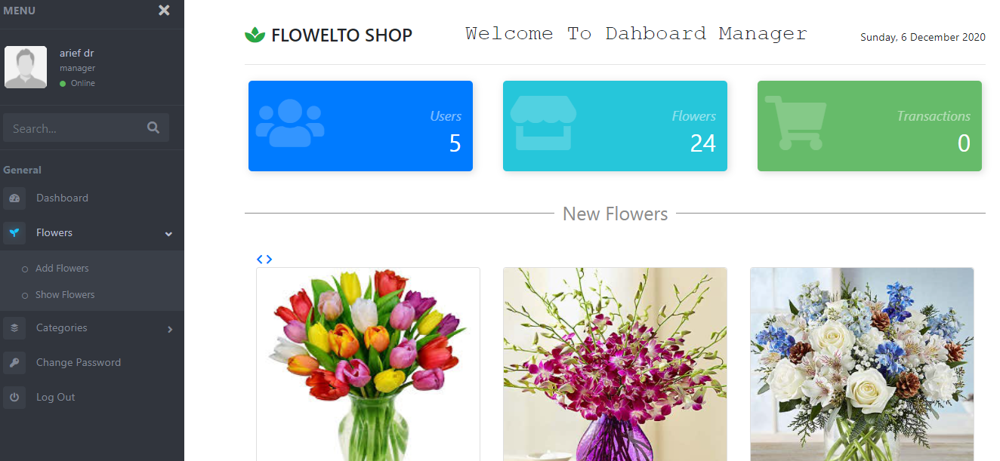 MENU
arief dr
manager
Online
Search...
General
Dashboard
Flowers
Add Flowers
Show Flowers
Categories
Change Password
Log Out
FLOWELTO SHOP
Welcome To Dahboard Manager
Sunday, 6 December 2020
Users
5
Flowers
24
Transactions
0
New Flowers